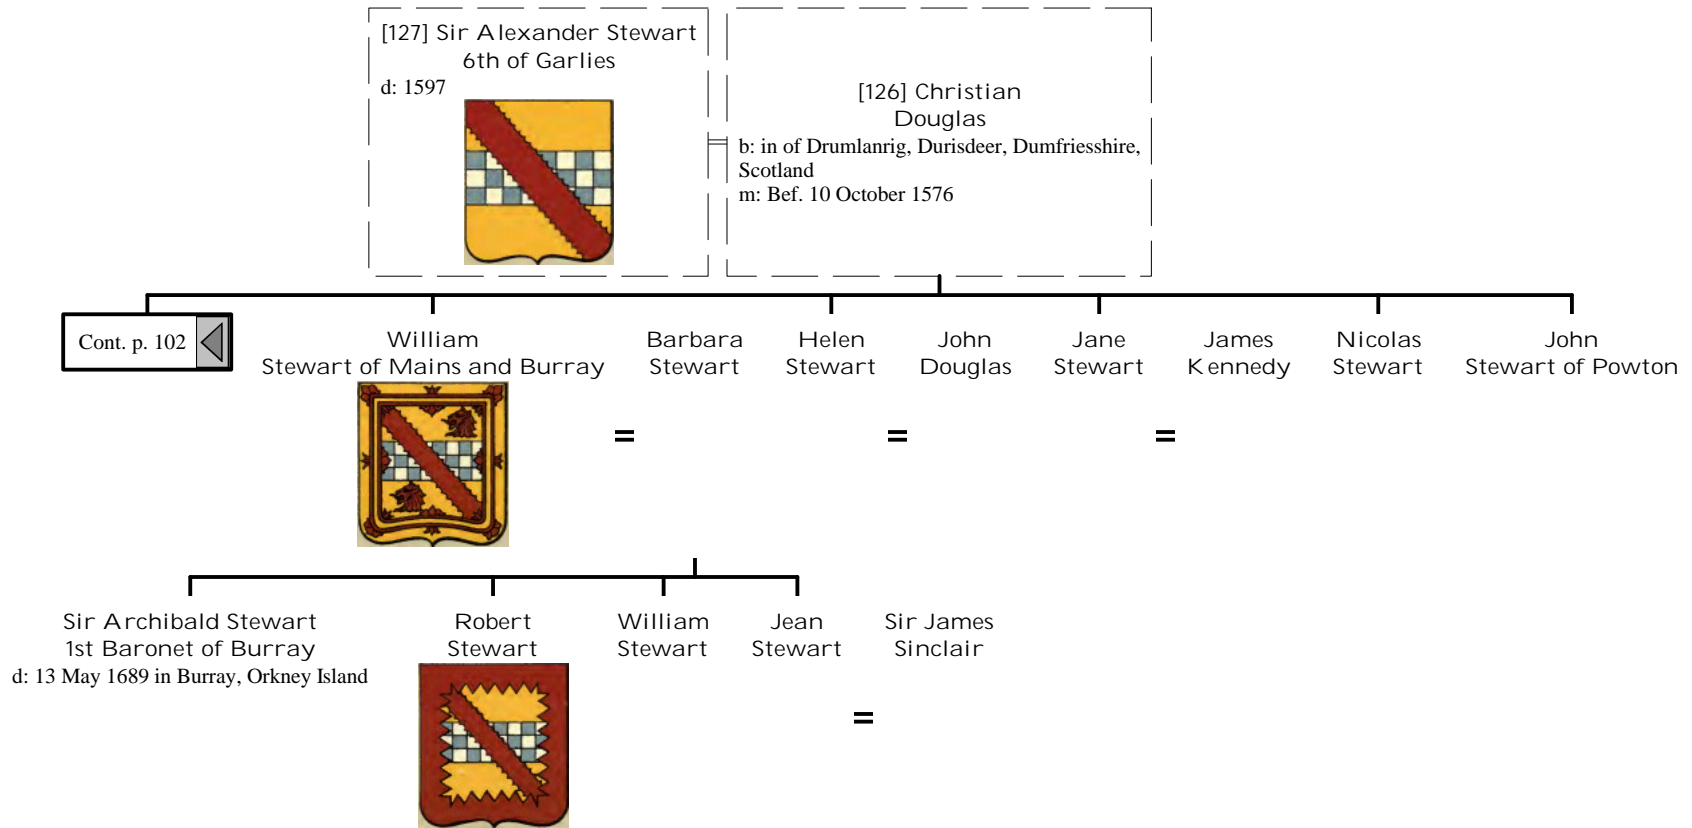 [127] Sir Alexander Stewart
6th of Garlies
d: 1597
[126] Christian
Douglas
b: in of Drumlanrig, Durisdeer, Dumfriesshire,
Scotland
m: Bef. 10 October 1576
Cont. p. 102
William
Stewart of Mains and Burray
Barbara
Stewart
Helen
Stewart
John
Douglas
Jane
Stewart
James
Kennedy
Nicolas
Stewart
John
Stewart of Powton
=
=
=
Sir Archibald Stewart
1st Baronet of Burray
d: 13 May 1689 in Burray, Orkney Island
Robert
Stewart
William
Stewart
Jean
Stewart
Sir James
Sinclair
=